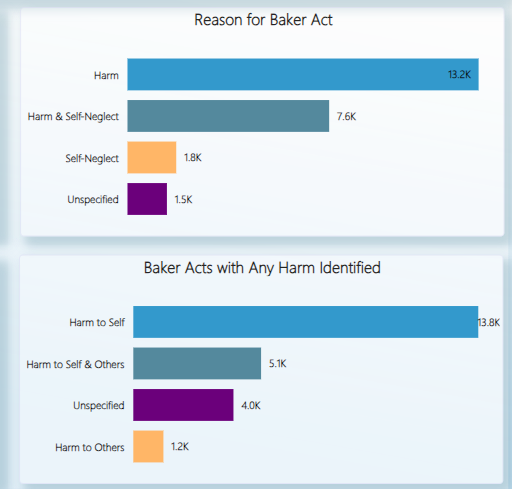 Reason for Baker Act
Harm 13.2K
Harm & Self-Neglect 7.6K
Self-Neglect 1.8K
Unspecified 1.5K
Baker Acts with Any Harm Identified
Harm to Self 13.8K
Harm to Self & Others 5.1K
Unspecified 4.0K
Harm to Others 1.2K